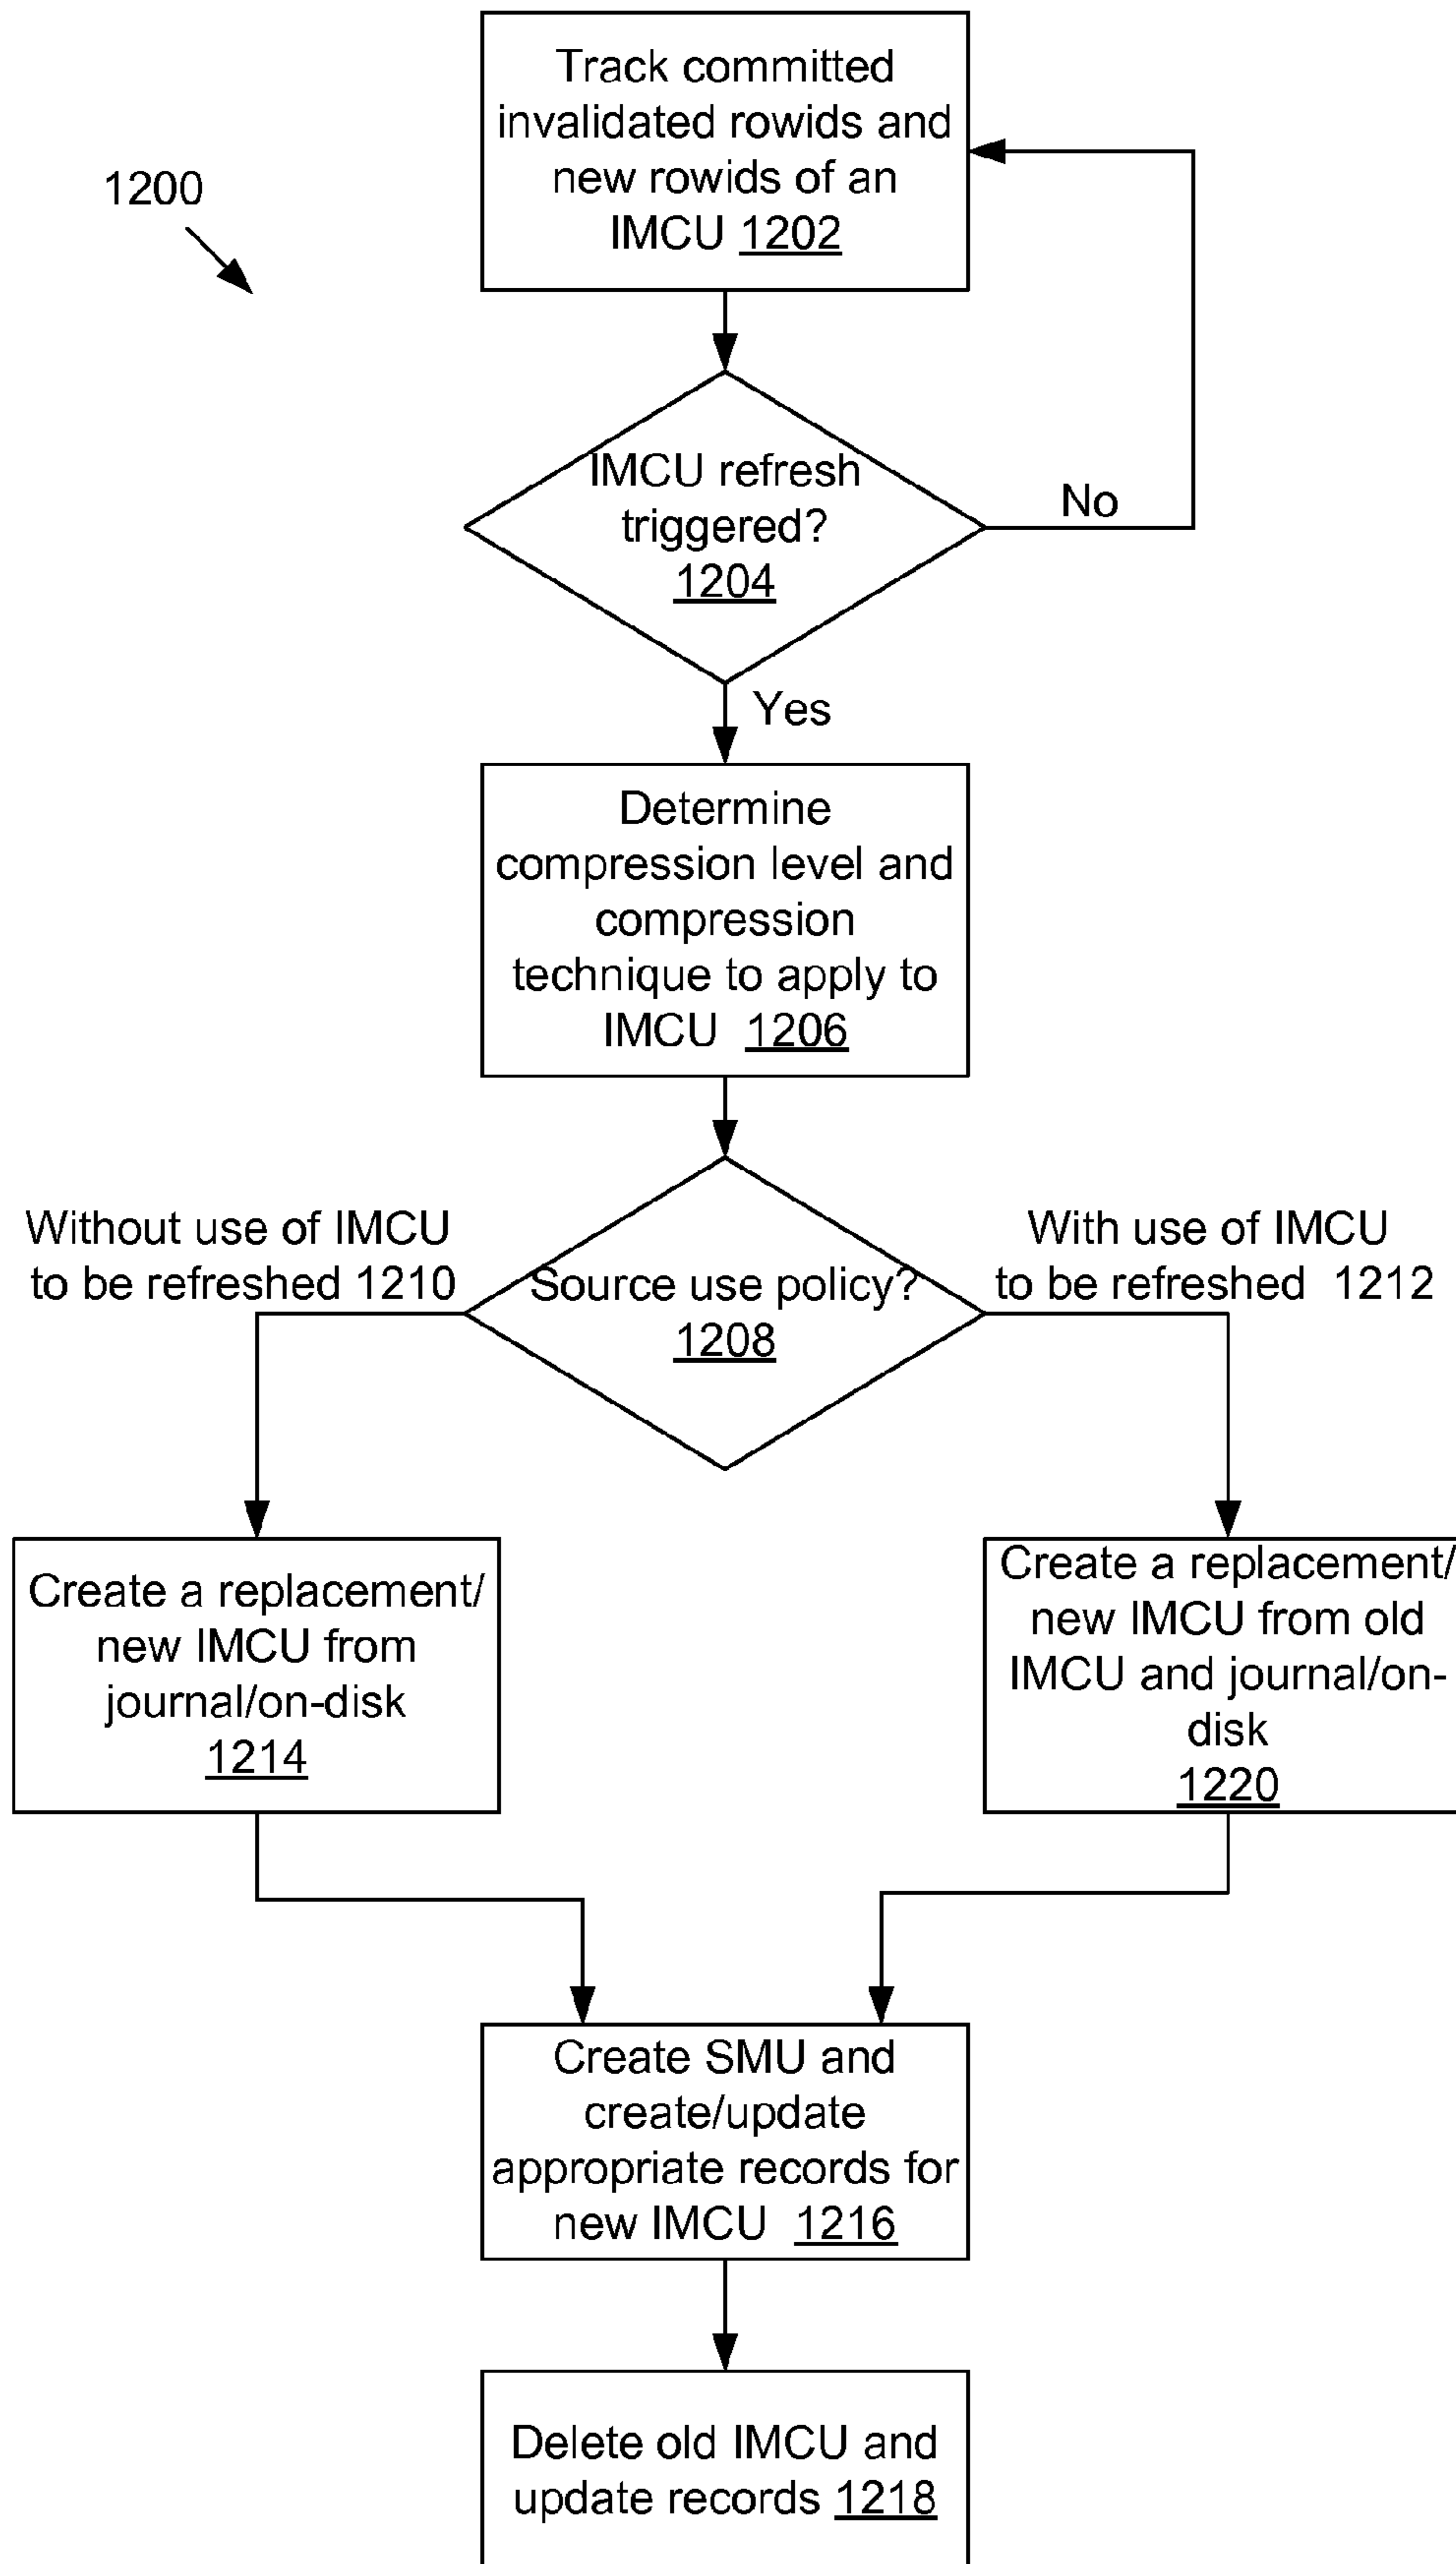 Track committed
invalidated rowids and
new rowids of an
IMCU 1202
1200
IMCU refresh
triggered?
1204
No
Yes
Determine
compression level and
compression
technique to apply to
IMCU 1206
Without use of IMCU
to be refreshed 1210
Source use policy?
1208
With use of IMCU
to be refreshed 1212
Create a replacement/
new IMCU from
journal/on-disk
1214
Create a replacement/
new IMCU from old
IMCU and journal/on-
disk
1220
Create SMU and
create/update
appropriate records for
new IMCU 1216
Delete old IMCU and
update records 1218